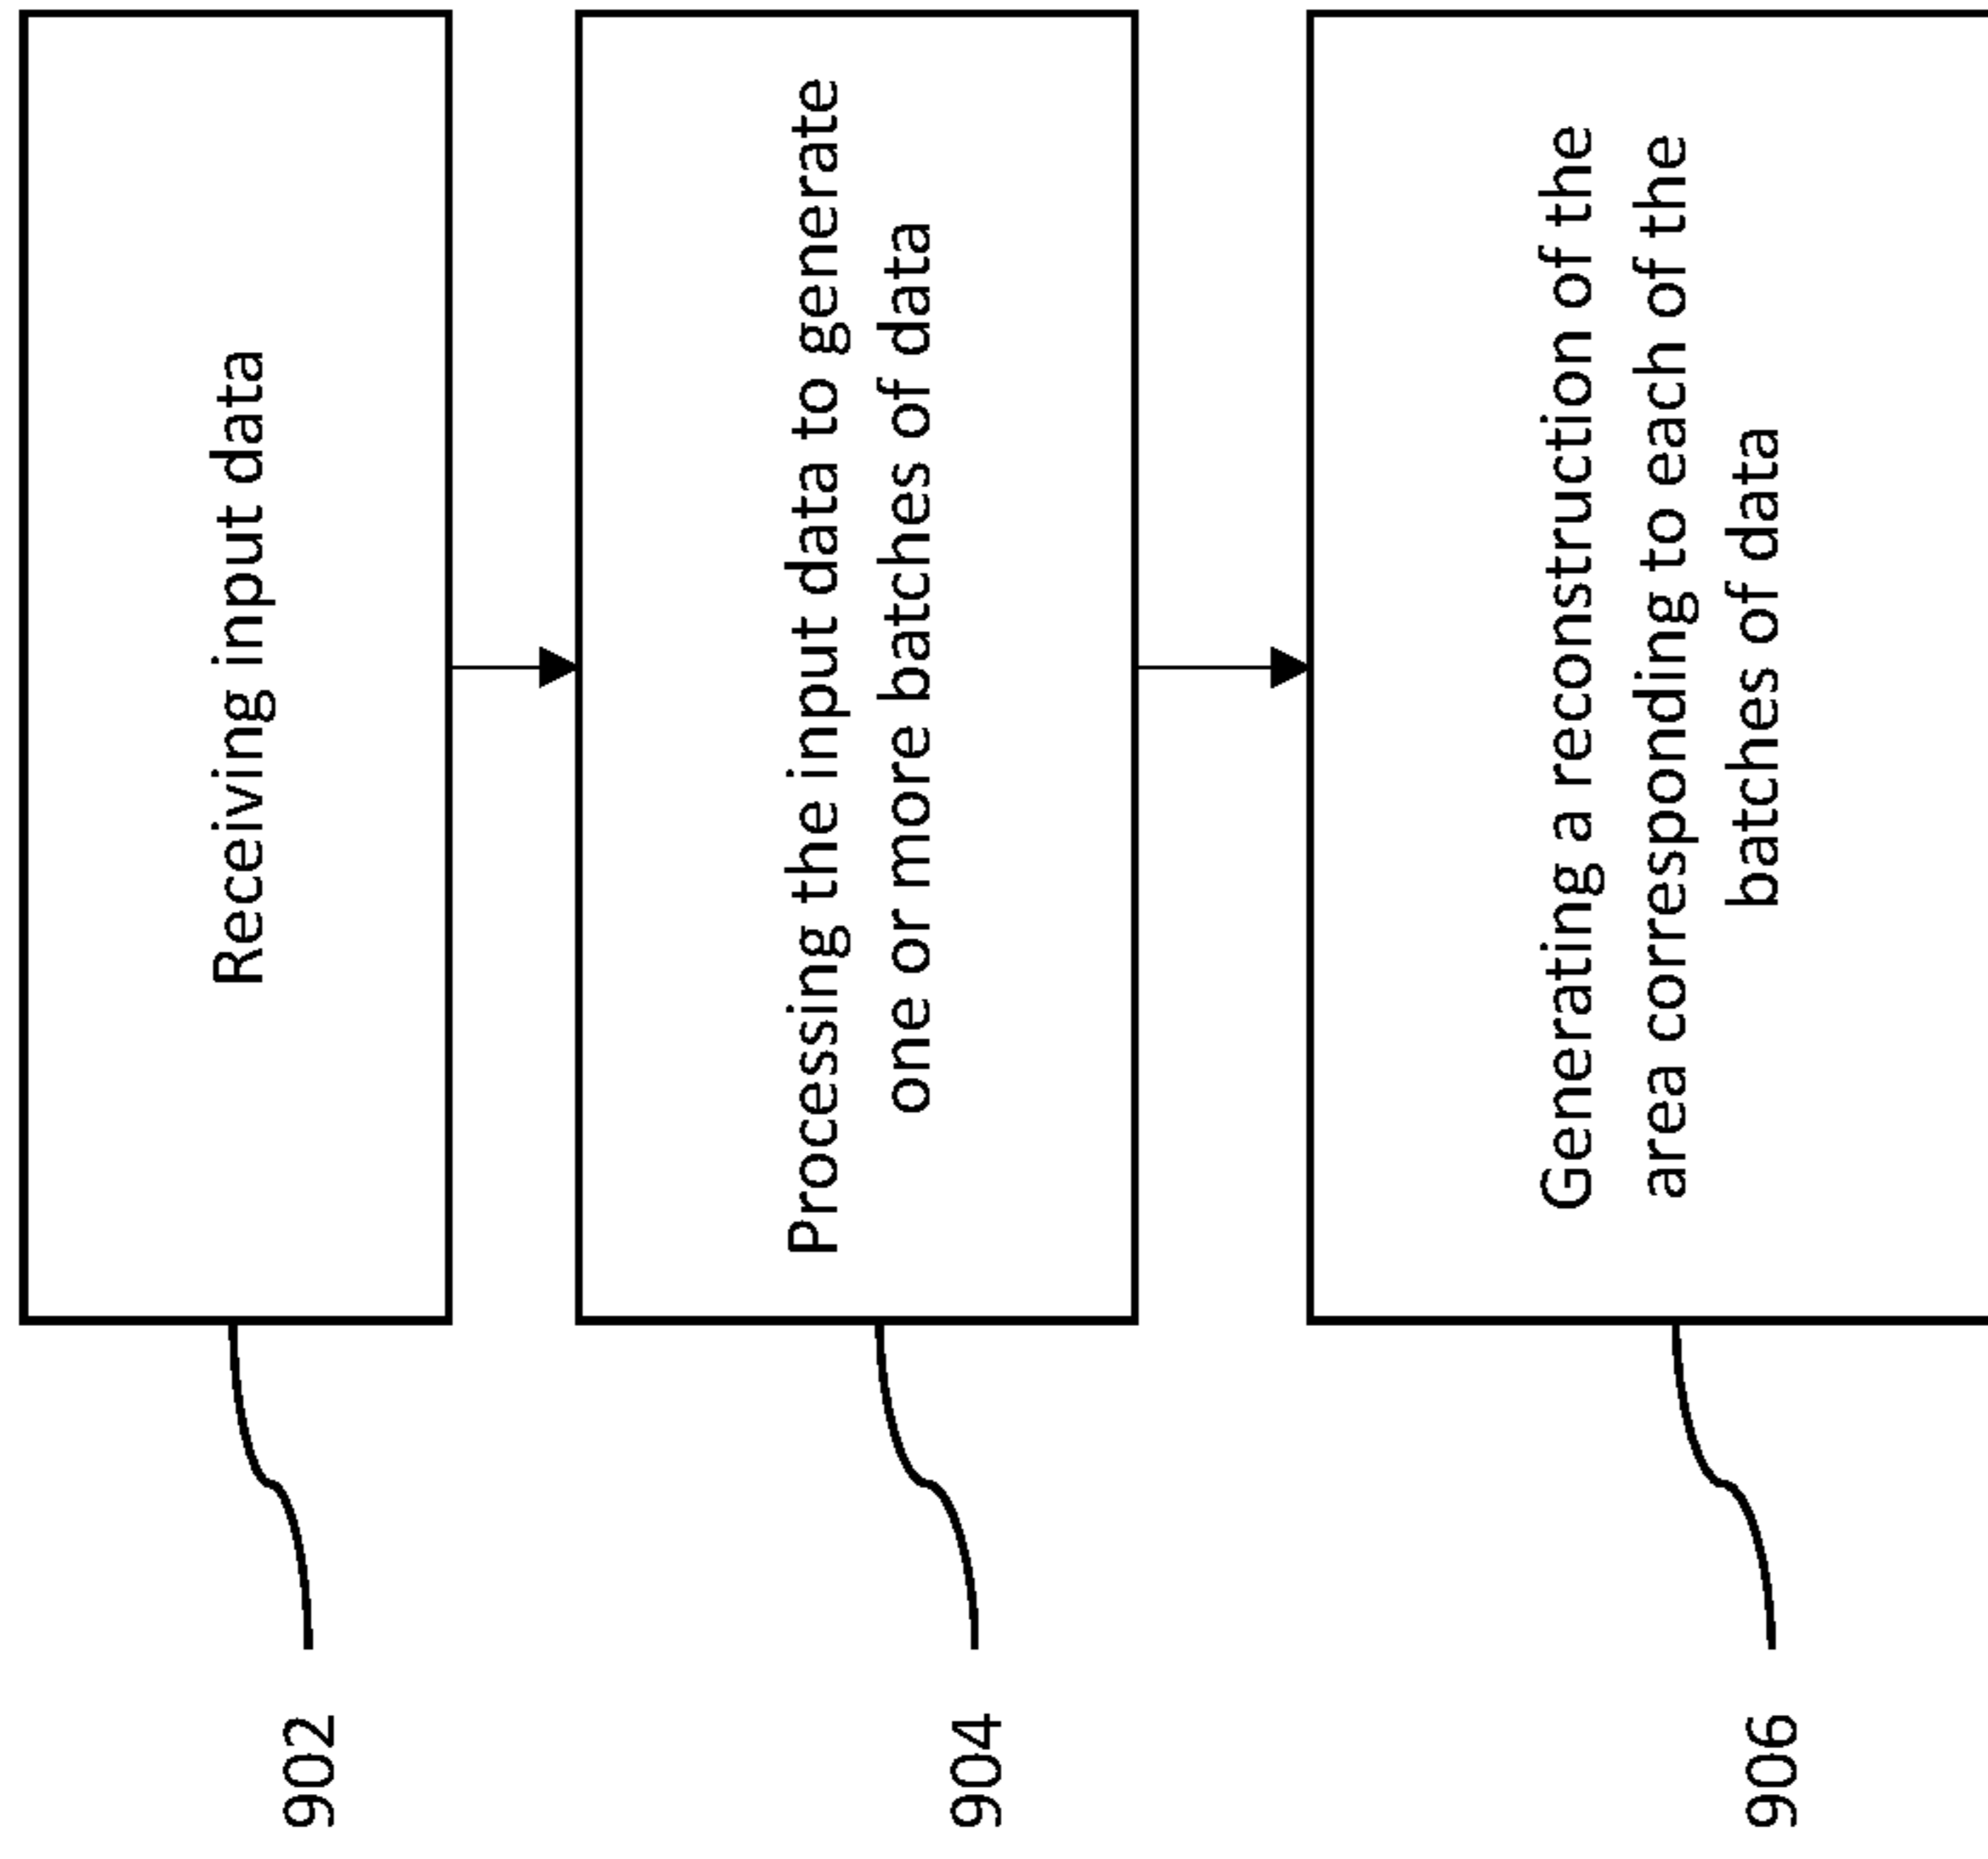 902
Receiving input data
904
Processing the input data to generate
one or more batches of data
906
Generating a reconstruction of the
area corresponding to each of the
batches of data